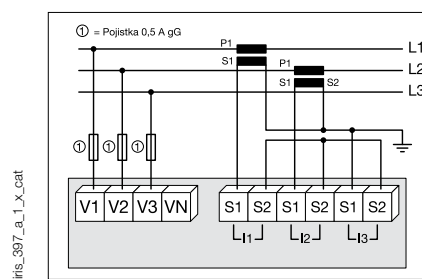 ① = Pojistka 0,5 A gG
P1
L1
S1
P1
L2
S1 S2
L3
① ① ①
V1 V2 V3 VN S1 S2 S1 S2 S1 S2
I1 I2 I3
iris_397_a_1_x_cat